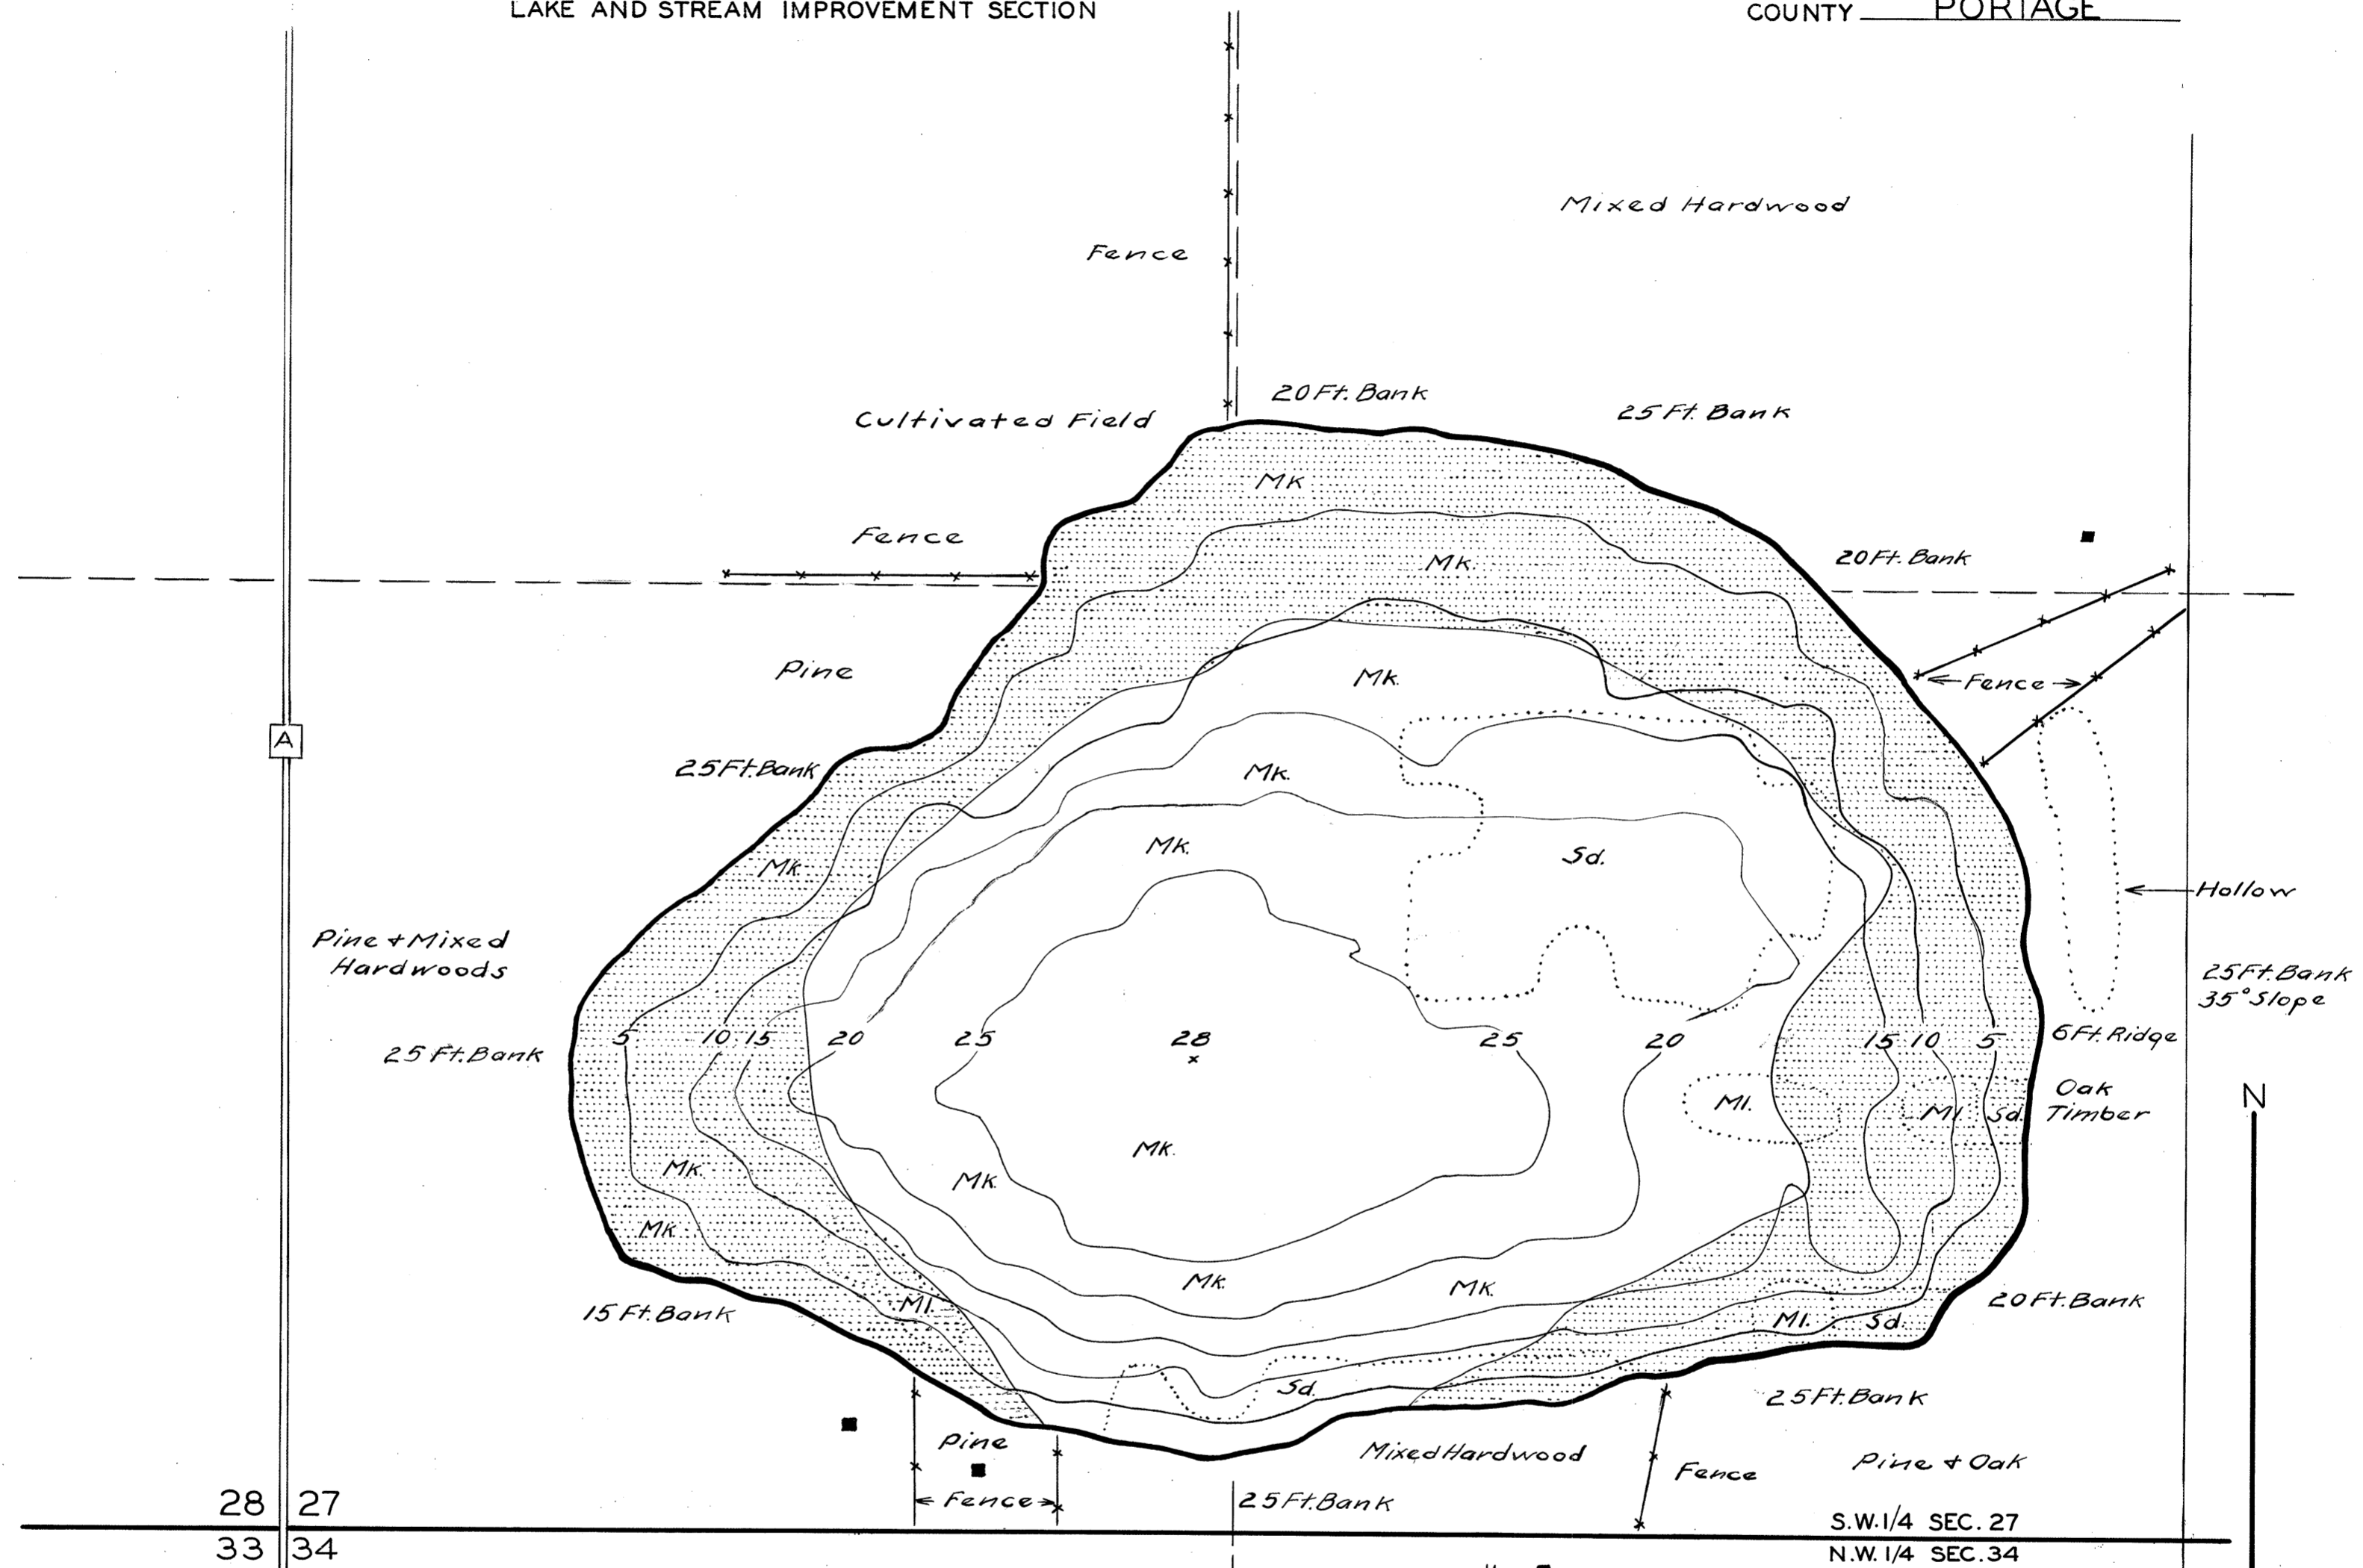 LAKE AND STREAM IMPROVEMENT SECTION
COUNTY PORTAGE
Mixed Hardwood
Fence
20 Ft. Bank
25 Ft. Bank
Cultivated Field
Mk
Fence
Mk.
20 Ft. Bank
Pine
Mk.
Fence
A
25 Ft. Bank
Mk.
Mk.
Mk.
Sd.
Hollow
Pine + Mixed
Hardwoods
25 Ft. Bank
35° Slope
5 10 15 20 25 28 25 20 15 10 5
6 Ft. Ridge
25 Ft. Bank
x
Ml.
Ml.
Sd.
Oak
Timber
N
Mk.
Mk.
Mk.
Mk.
Mk.
Mk.
Ml.
15 Ft. Bank
Ml.
Sd.
20 Ft. Bank
Sd.
25 Ft. Bank
Pine
Mixed Hardwood
Fence
Pine + Oak
Fence
25 Ft. Bank
28 27
S.W. 1/4 SEC. 27
33 34
N.W. 1/4 SEC. 34